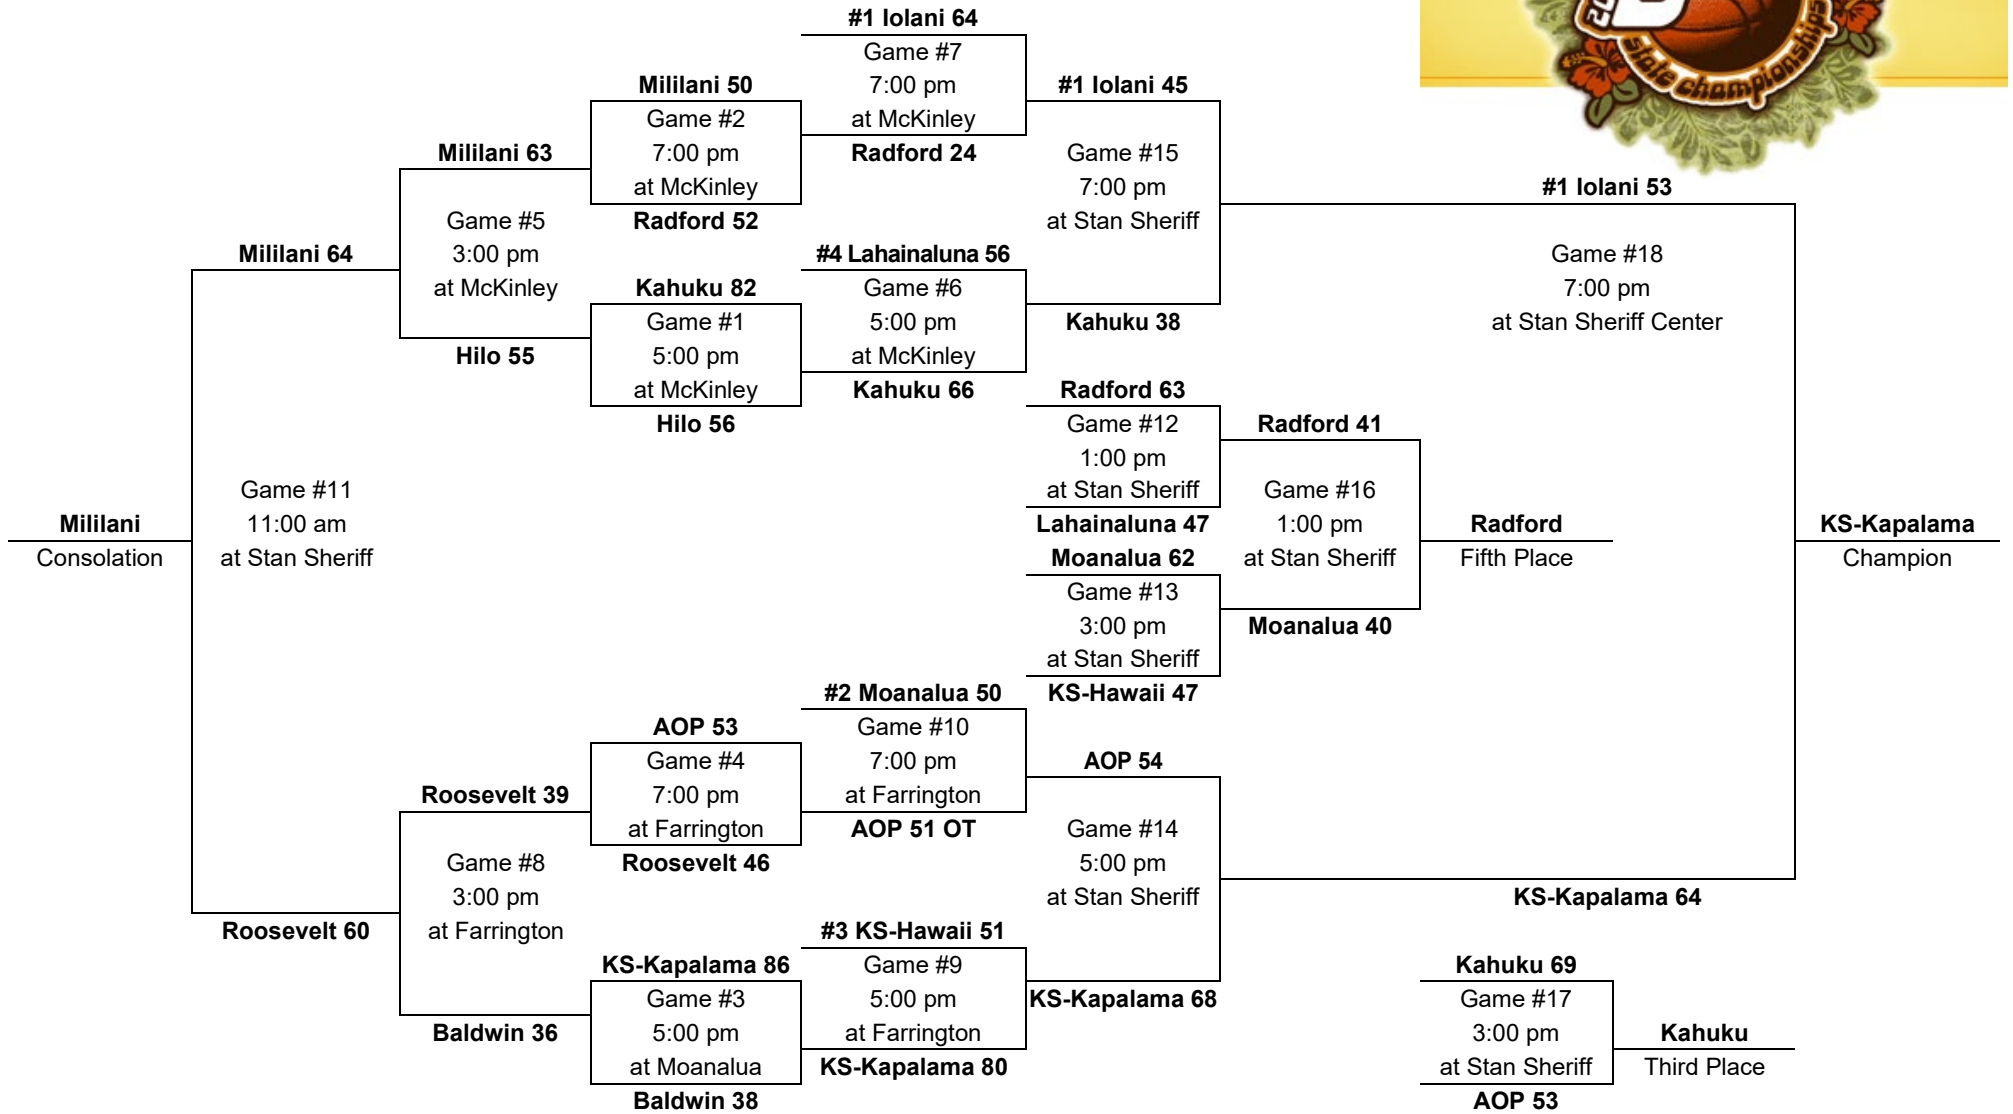 #1 Iolani 64
Game #7
7:00 pm
at McKinley
Radford 24
Mililani 50
Game #2
7:00 pm
at McKinley
Radford 52
#1 Iolani 45
Game #15
7:00 pm
at Stan Sheriff
Kahuku 38
Mililani 63
Game #5
3:00 pm
at McKinley
Hilo 55
#1 Iolani 53
Game #18
7:00 pm
at Stan Sheriff Center
KS-Kapalama 64
Mililani 64
Game #11
11:00 am
at Stan Sheriff
Roosevelt 60
#4 Lahainaluna 56
Game #6
5:00 pm
at McKinley
Kahuku 66
Kahuku 82
Game #1
5:00 pm
at McKinley
Hilo 56
Radford 63
Game #12
1:00 pm
at Stan Sheriff
Lahainaluna 47
Radford 41
Game #16
1:00 pm
at Stan Sheriff
Moanalua 40
Moanalua 62
Game #13
3:00 pm
at Stan Sheriff
KS-Hawaii 47
Mililani
Consolation
Radford
Fifth Place
KS-Kapalama
Champion
#2 Moanalua 50
Game #10
7:00 pm
at Farrington
AOP 51 OT
AOP 53
Game #4
7:00 pm
at Farrington
Roosevelt 46
AOP 54
Game #14
5:00 pm
at Stan Sheriff
KS-Kapalama 68
Roosevelt 39
Game #8
3:00 pm
at Farrington
Baldwin 36
#3 KS-Hawaii 51
Game #9
5:00 pm
at Farrington
KS-Kapalama 80
KS-Kapalama 86
Game #3
5:00 pm
at Moanalua
Baldwin 38
Kahuku 69
Game #17
3:00 pm
at Stan Sheriff
AOP 53
Kahuku
Third Place
state championships